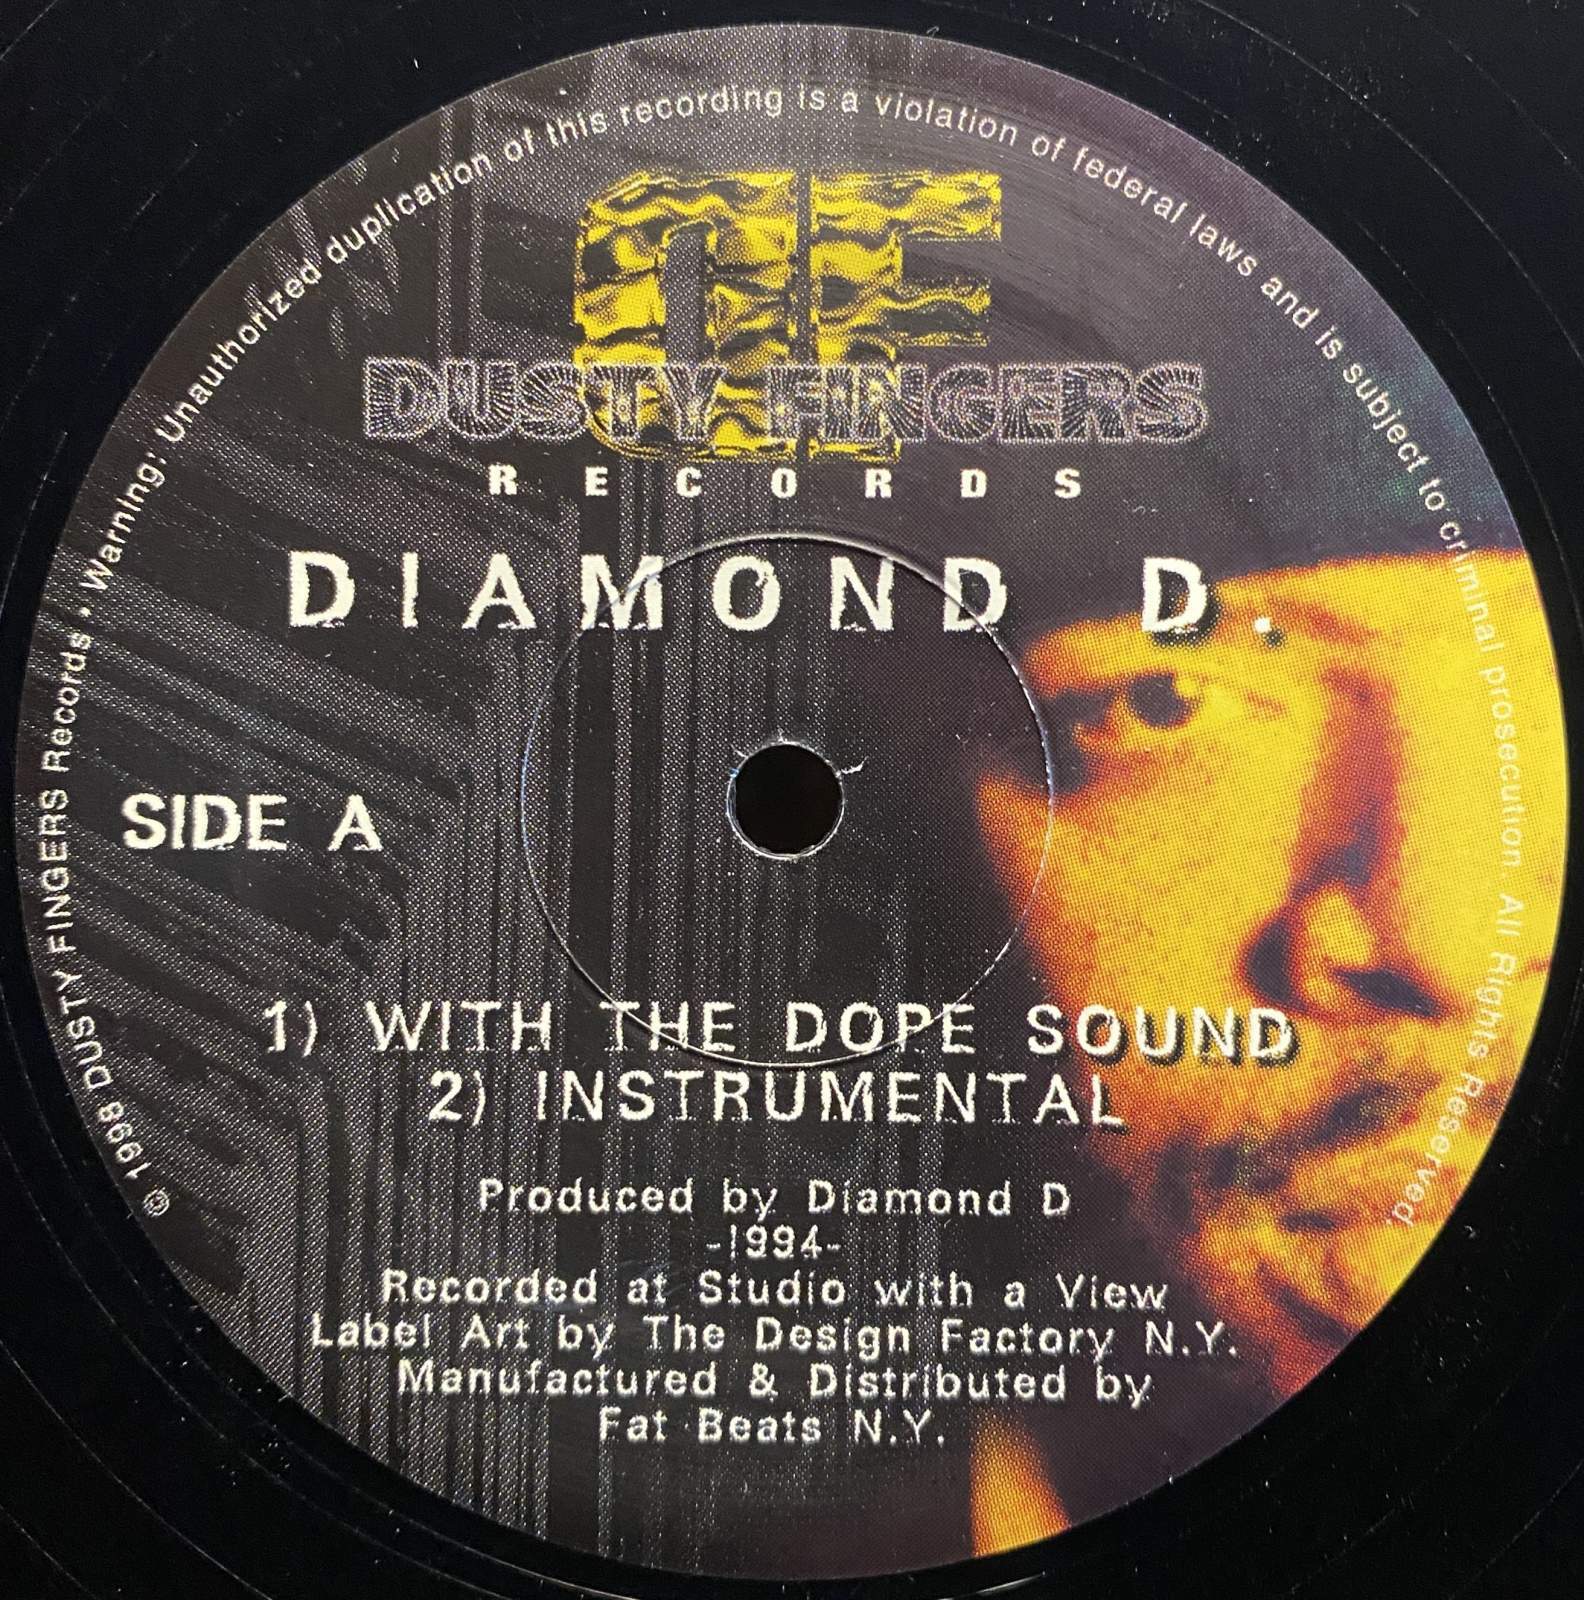 © 1998 DUSTY FINGERS Records • Warning: Unauthorized duplication of this recording is a violation of federal laws and is subject to criminal prosecution. All Rights Reserved.
DF
DUSTY FINGERS
RECORDS
DIAMOND D.
SIDE A
1) WITH THE DOPE SOUND
2) INSTRUMENTAL
Produced by Diamond D
-1994-
Recorded at Studio with a View
Label Art by The Design Factory N.Y.
Manufactured & Distributed by
Fat Beats N.Y.